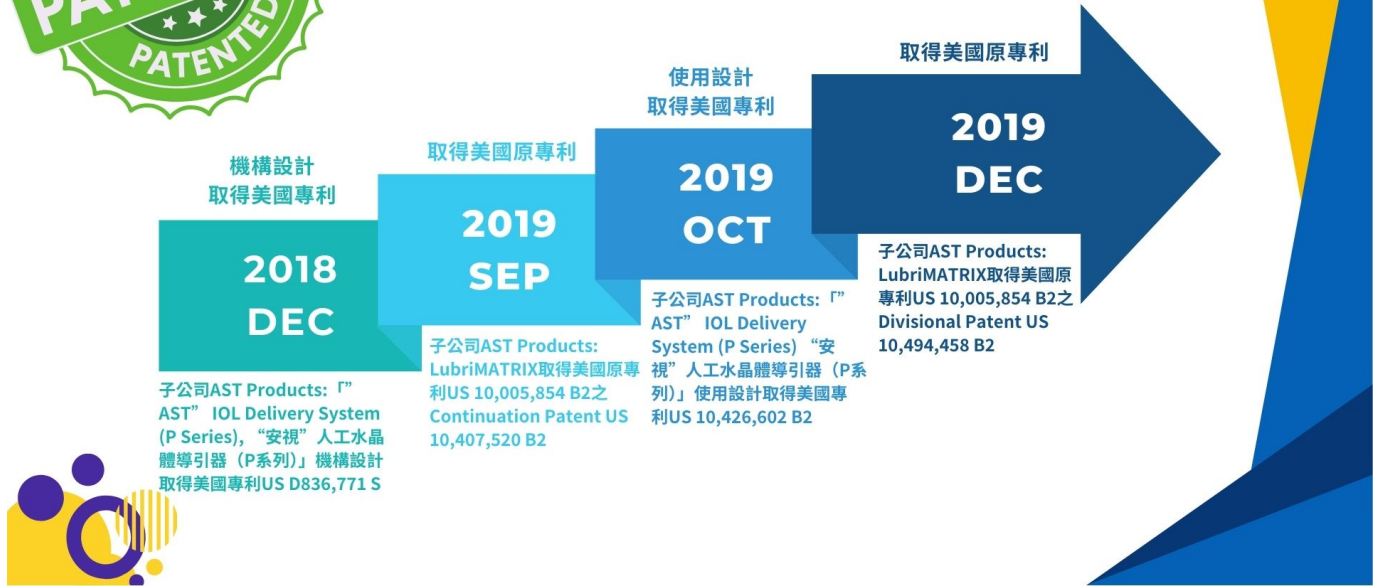 PATENTED
機構設計
取得美國專利
2018
DEC
子公司AST Products:「”
AST” IOL Delivery System
(P Series), “安視”人工水晶
體導引器（P系列)」機構設計
取得美國專利US D836,771 S
取得美國原專利
2019
SEP
子公司AST Products:
LubriMATRIX取得美國原專
利US 10,005,854 B2之
Continuation Patent US
10,407,520 B2
使用設計
取得美國專利
2019
OCT
子公司AST Products:「”
AST” IOL Delivery
System (P Series) “安
視”人工水晶體導引器（P系
列)」使用設計取得美國專
利US 10,426,602 B2
取得美國原專利
2019
DEC
子公司AST Products:
LubriMATRIX取得美國原
專利US 10,005,854 B2之
Divisional Patent US
10,494,458 B2